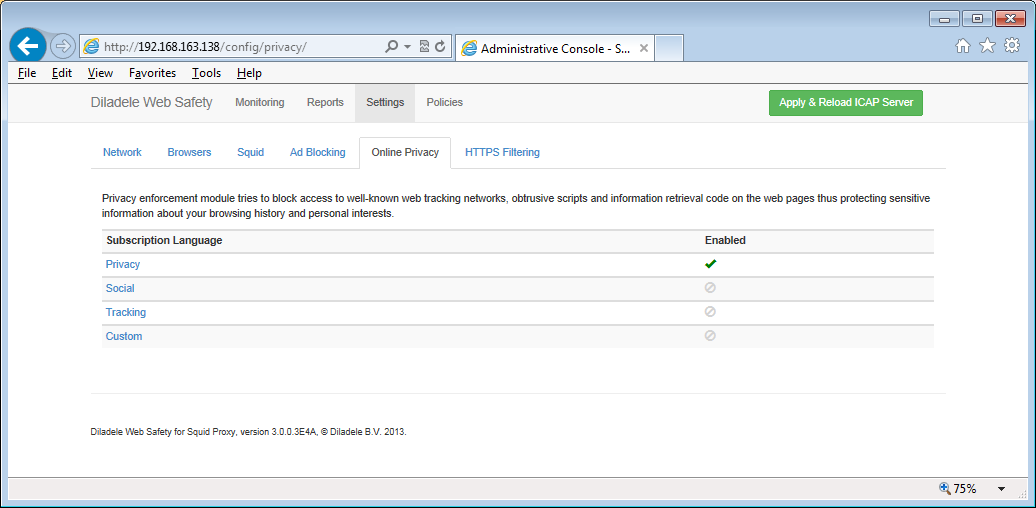 http://192.168.163.138/config/privacy/
Administrative Console - S...
File Edit View Favorites Tools Help
Diladele Web Safety Monitoring Reports Settings Policies Apply & Reload ICAP Server
Network Browsers Squid Ad Blocking Online Privacy HTTPS Filtering
Privacy enforcement module tries to block access to well-known web tracking networks, obtrusive scripts and information retrieval code on the web pages thus protecting sensitive
information about your browsing history and personal interests.
Subscription Language Enabled
Privacy
Social
Tracking
Custom
Diladele Web Safety for Squid Proxy, version 3.0.0.3E4A, © Diladele B.V. 2013.
75%